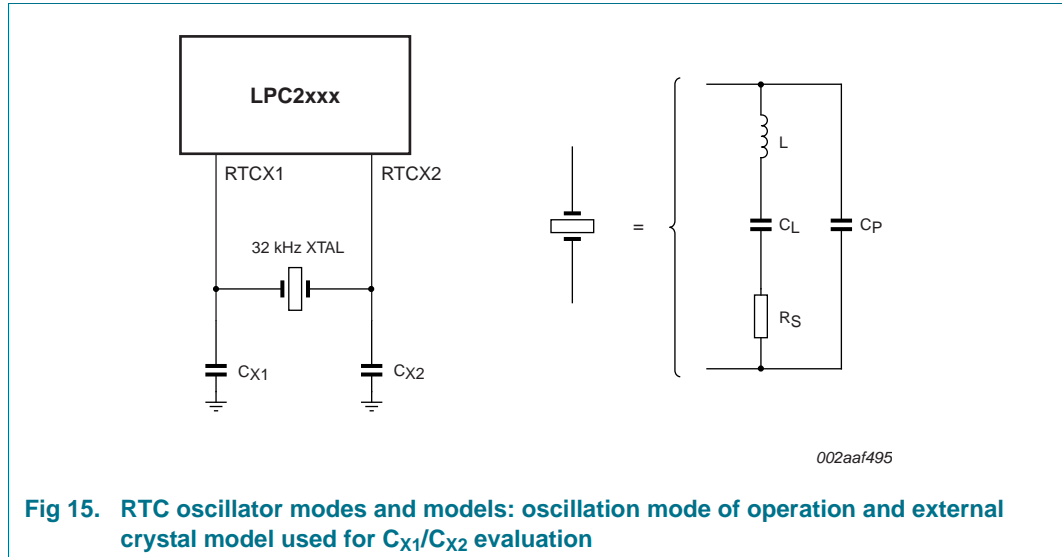 LPC2xxx
RTCX1
RTCX2
32 kHz XTAL
CX1
CX2
=
L
CL
CP
RS
002aaf495
Fig 15. RTC oscillator modes and models: oscillation mode of operation and external
crystal model used for CX1/CX2 evaluation